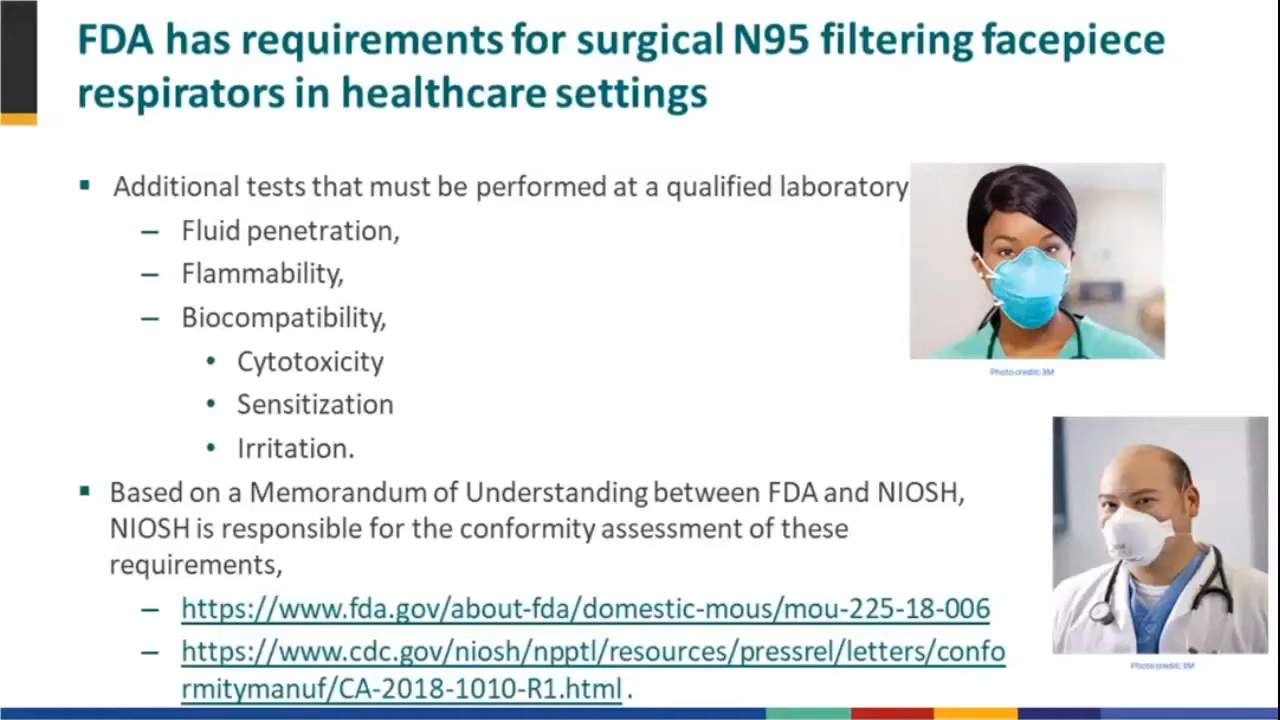 FDA has requirements for surgical N95 filtering facepiece
respirators in healthcare settings
▪ Additional tests that must be performed at a qualified laboratory
– Fluid penetration,
– Flammability,
– Biocompatibility,
• Cytotoxicity
• Sensitization
• Irritation.
▪ Based on a Memorandum of Understanding between FDA and NIOSH,
NIOSH is responsible for the conformity assessment of these
requirements,
– https://www.fda.gov/about-fda/domestic-mous/mou-225-18-006
– https://www.cdc.gov/niosh/npptl/resources/pressrel/letters/confo
rmitymanuf/CA-2018-1010-R1.html .
Photo credit: 3M
Photo credit: 3M